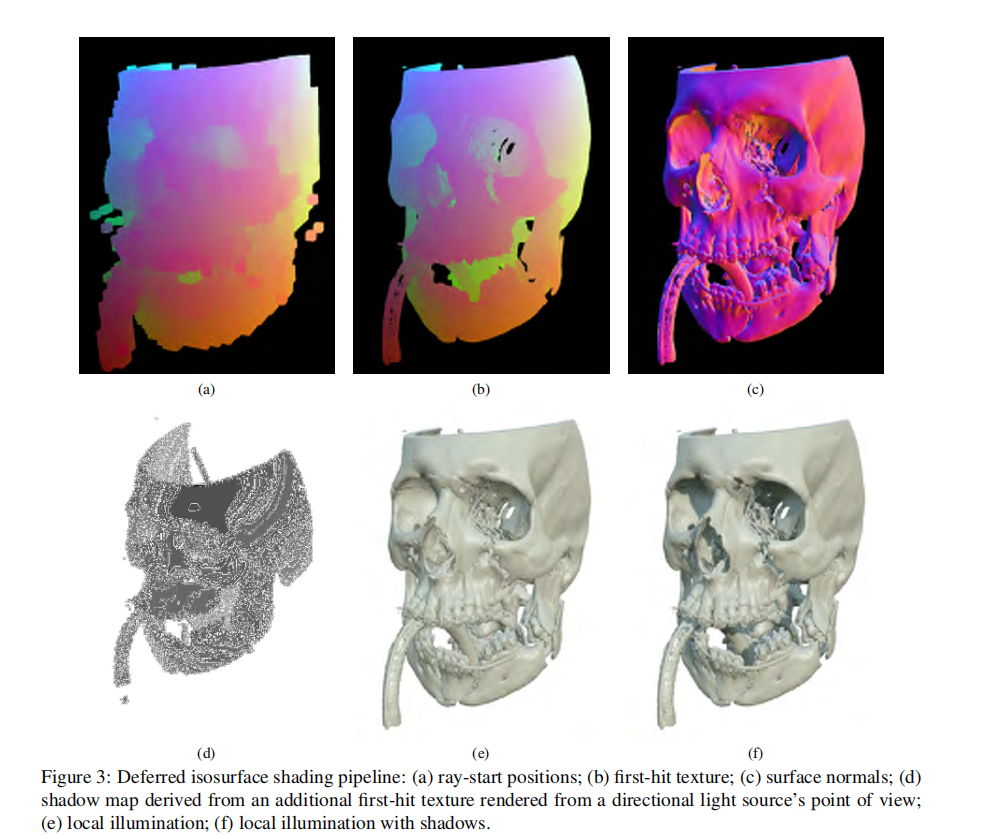 (a)
(b)
(c)
(d)
(e)
(f)
Figure 3: Deferred isosurface shading pipeline: (a) ray-start positions; (b) first-hit texture; (c) surface normals; (d)
shadow map derived from an additional first-hit texture rendered from a directional light source's point of view;
(e) local illumination; (f) local illumination with shadows.